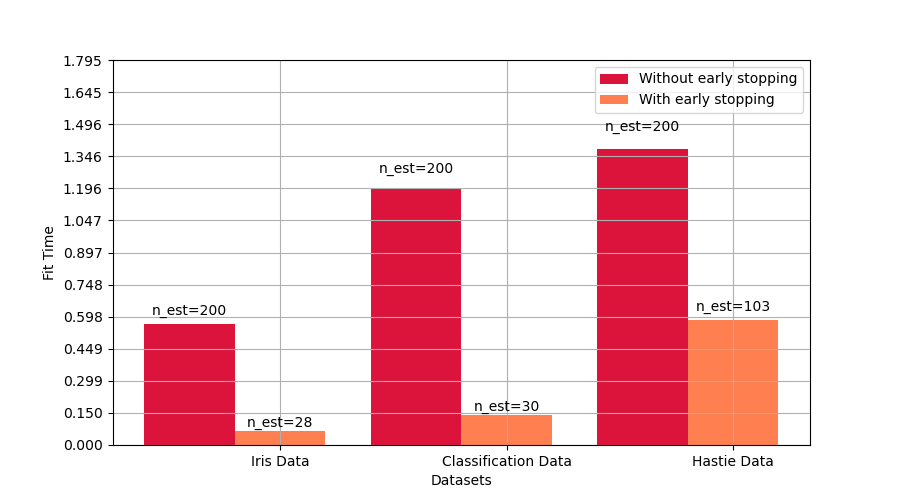 1.795
1.645
1.496
1.346
1.196
1.047
0.897
0.748
0.598
0.449
0.299
0.150
0.000
Fit Time
Without early stopping
With early stopping
n_est=200
n_est=200
n_est=200
n_est=28
n_est=30
n_est=103
Iris Data
Classification Data
Hastie Data
Datasets